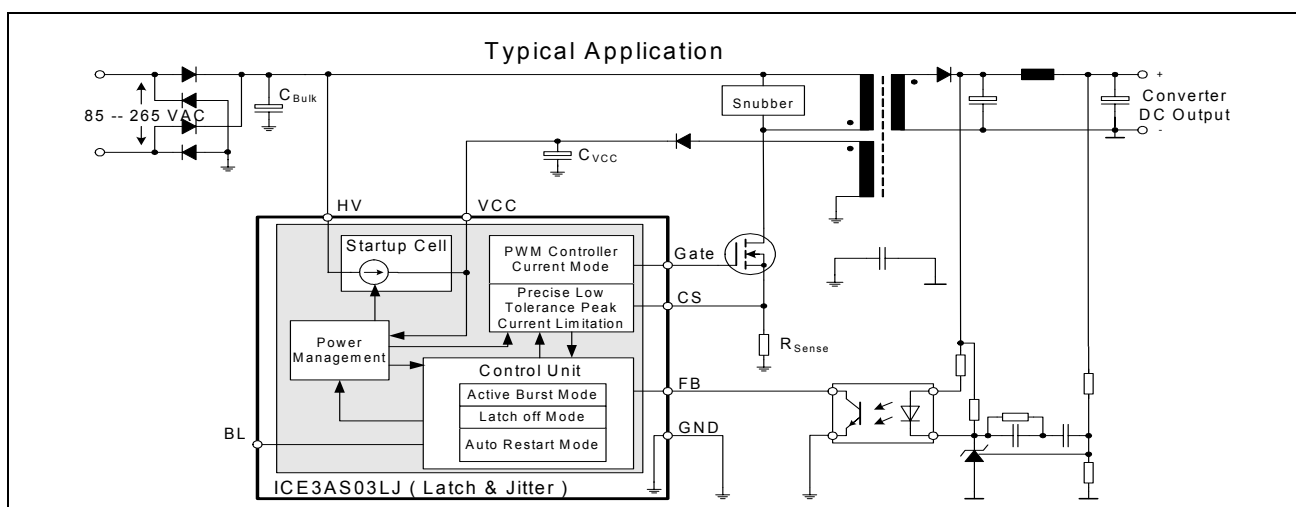 Typical Application
85 -- 265 VAC
CBulk
Snubber
+
Converter
DC Output
-
CVCC
HV
VCC
Startup Cell
PWM Controller
Current Mode
Gate
Precise Low
Tolerance Peak
Current Limitation
CS
Power
Management
RSense
Control Unit
FB
Active Burst Mode
Latch off Mode
Auto Restart Mode
BL
GND
ICE3AS03LJ ( Latch & Jitter )